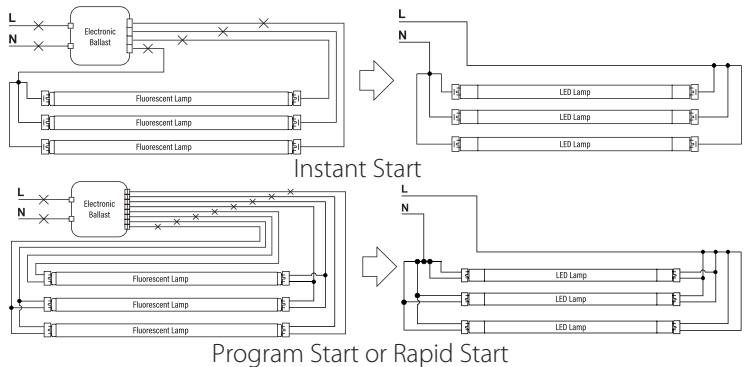 L
N
Electronic
Ballast
Fluorescent Lamp
Fluorescent Lamp
Fluorescent Lamp
L
N
LED Lamp
LED Lamp
LED Lamp
Instant Start
L
N
Electronic
Ballast
Fluorescent Lamp
Fluorescent Lamp
Fluorescent Lamp
L
N
LED Lamp
LED Lamp
LED Lamp
Program Start or Rapid Start